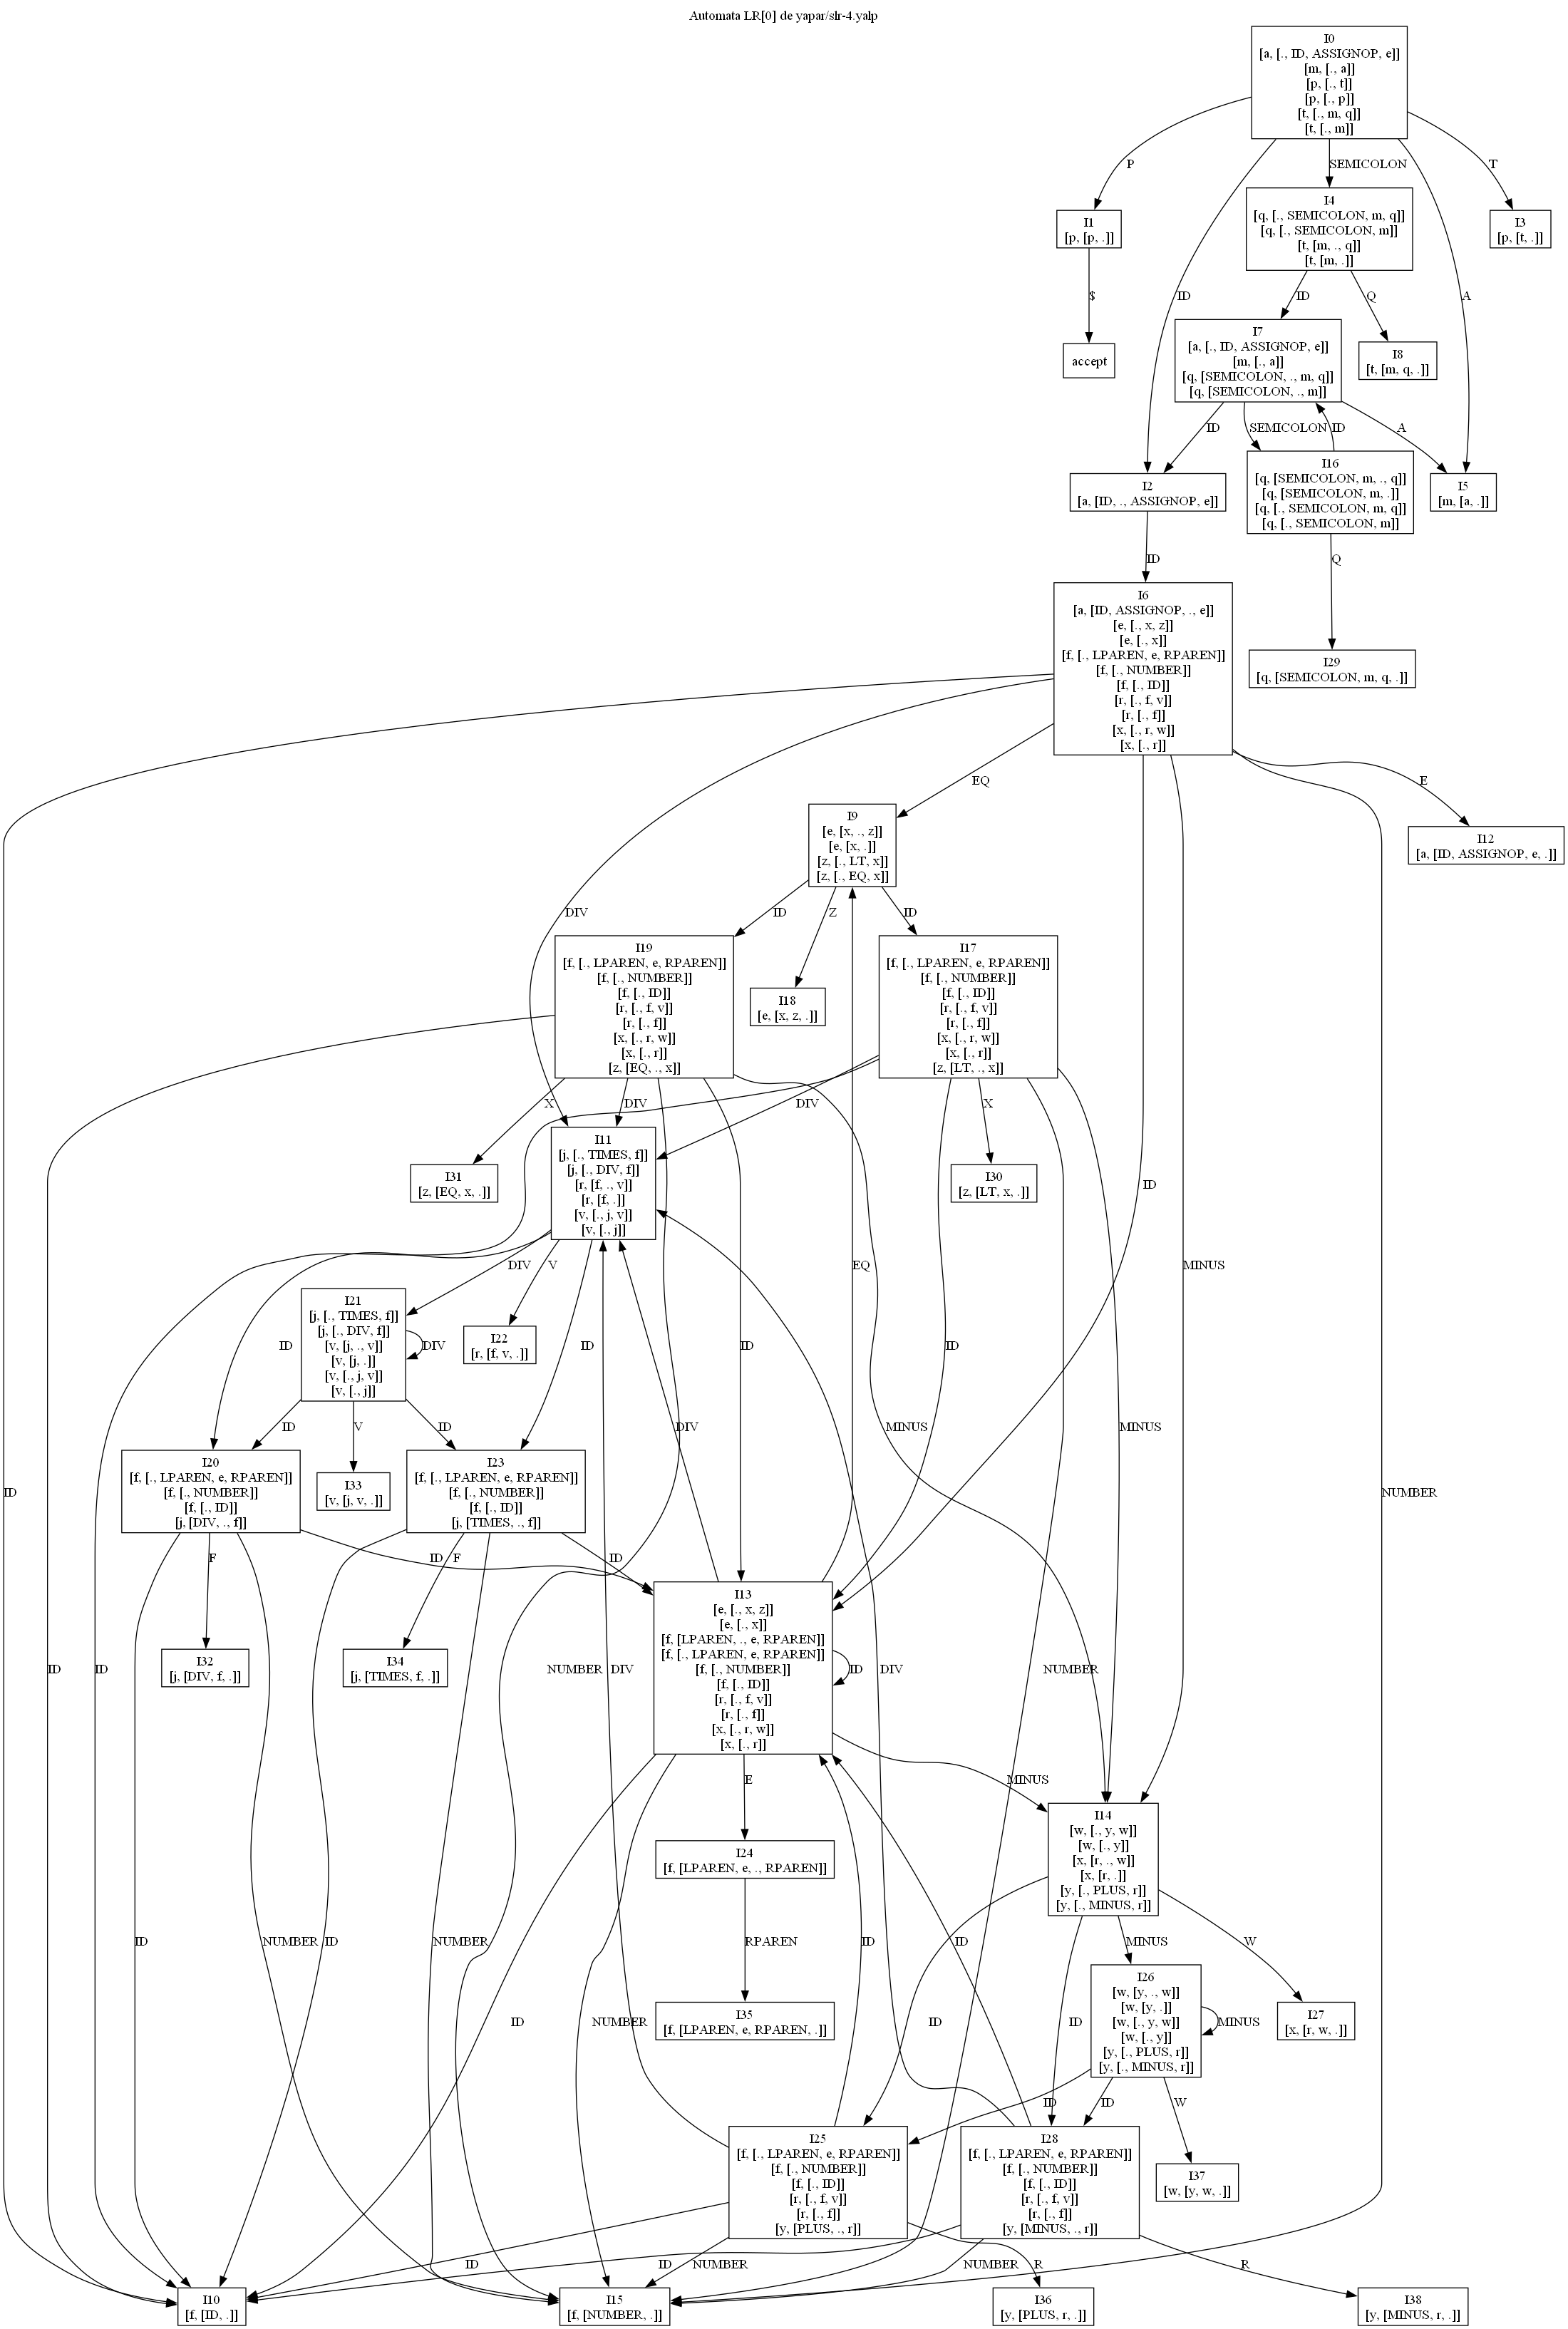 Automata LR[0] de yapar/slr-4.yalp
I0
[a, [., ID, ASSIGNOP, e]]
[m, [., a]]
[p, [., t]]
[p, [., p]]
[t, [., m, q]]
[t, [., m]]
P
SEMICOLON
T
I1
[p, [p, .]]
I4
[q, [., SEMICOLON, m, q]]
[q, [., SEMICOLON, m]]
[t, [m, ., q]]
[t, [m, .]]
I3
[p, [t, .]]
$
ID
ID
Q
A
accept
I7
[a, [., ID, ASSIGNOP, e]]
[m, [., a]]
[q, [SEMICOLON, ., m, q]]
[q, [SEMICOLON, ., m]]
I8
[t, [m, q, .]]
ID
SEMICOLON
ID
A
I2
[a, [ID, ., ASSIGNOP, e]]
I16
[q, [SEMICOLON, m, ., q]]
[q, [SEMICOLON, m, .]]
[q, [., SEMICOLON, m, q]]
[q, [., SEMICOLON, m]]
I5
[m, [a, .]]
ID
Q
I6
[a, [ID, ASSIGNOP, ., e]]
[e, [., x, z]]
[e, [., x]]
[f, [., LPAREN, e, RPAREN]]
[f, [., NUMBER]]
[f, [., ID]]
[r, [., f, v]]
[r, [., f]]
[x, [., r, w]]
[x, [., r]]
I29
[q, [SEMICOLON, m, q, .]]
EQ
E
I9
[e, [x, ., z]]
[e, [x, .]]
[z, [., LT, x]]
[z, [., EQ, x]]
I12
[a, [ID, ASSIGNOP, e, .]]
DIV
ID
Z
ID
I19
[f, [., LPAREN, e, RPAREN]]
[f, [., NUMBER]]
[f, [., ID]]
[r, [., f, v]]
[r, [., f]]
[x, [., r, w]]
[x, [., r]]
[z, [EQ, ., x]]
I18
[e, [x, z, .]]
I17
[f, [., LPAREN, e, RPAREN]]
[f, [., NUMBER]]
[f, [., ID]]
[r, [., f, v]]
[r, [., f]]
[x, [., r, w]]
[x, [., r]]
[z, [LT, ., x]]
X
DIV
DIV
X
I31
[z, [EQ, x, .]]
I11
[j, [., TIMES, f]]
[j, [., DIV, f]]
[r, [f, ., v]]
[r, [f, .]]
[v, [., j, v]]
[v, [., j]]
I30
[z, [LT, x, .]]
ID
DIV
V
EQ
MINUS
I21
[j, [., TIMES, f]]
[j, [., DIV, f]]
[v, [j, ., v]]
[v, [j, .]]
[v, [., j, v]]
[v, [., j]]
DIV
I22
[r, [f, v, .]]
ID
ID
ID
ID
ID
V
ID
MINUS
MINUS
DIV
I20
[f, [., LPAREN, e, RPAREN]]
[f, [., NUMBER]]
[f, [., ID]]
[j, [DIV, ., f]]
I33
[v, [j, v, .]]
I23
[f, [., LPAREN, e, RPAREN]]
[f, [., NUMBER]]
[f, [., ID]]
[j, [TIMES, ., f]]
ID
NUMBER
F
ID
F
ID
I32
[j, [DIV, f, .]]
I34
[j, [TIMES, f, .]]
I13
[e, [., x, z]]
[e, [., x]]
[f, [LPAREN, ., e, RPAREN]]
[f, [., LPAREN, e, RPAREN]]
[f, [., NUMBER]]
[f, [., ID]]
[r, [., f, v]]
[r, [., f]]
[x, [., r, w]]
[x, [., r]]
ID
ID
ID
NUMBER
DIV
DIV
NUMBER
E
MINUS
I14
[w, [., y, w]]
[w, [., y]]
[x, [r, ., w]]
[x, [r, .]]
[y, [., PLUS, r]]
[y, [., MINUS, r]]
I24
[f, [LPAREN, e, ., RPAREN]]
ID
NUMBER
ID
NUMBER
RPAREN
ID
ID
MINUS
W
I26
[w, [y, ., w]]
[w, [y, .]]
[w, [., y, w]]
[w, [., y]]
[y, [., PLUS, r]]
[y, [., MINUS, r]]
MINUS
I27
[x, [r, w, .]]
I35
[f, [LPAREN, e, RPAREN, .]]
ID
NUMBER
ID
ID
ID
ID
W
I25
[f, [., LPAREN, e, RPAREN]]
[f, [., NUMBER]]
[f, [., ID]]
[r, [., f, v]]
[r, [., f]]
[y, [PLUS, ., r]]
I28
[f, [., LPAREN, e, RPAREN]]
[f, [., NUMBER]]
[f, [., ID]]
[r, [., f, v]]
[r, [., f]]
[y, [MINUS, ., r]]
I37
[w, [y, w, .]]
ID
ID
NUMBER
NUMBER
R
R
I10
[f, [ID, .]]
I15
[f, [NUMBER, .]]
I36
[y, [PLUS, r, .]]
I38
[y, [MINUS, r, .]]